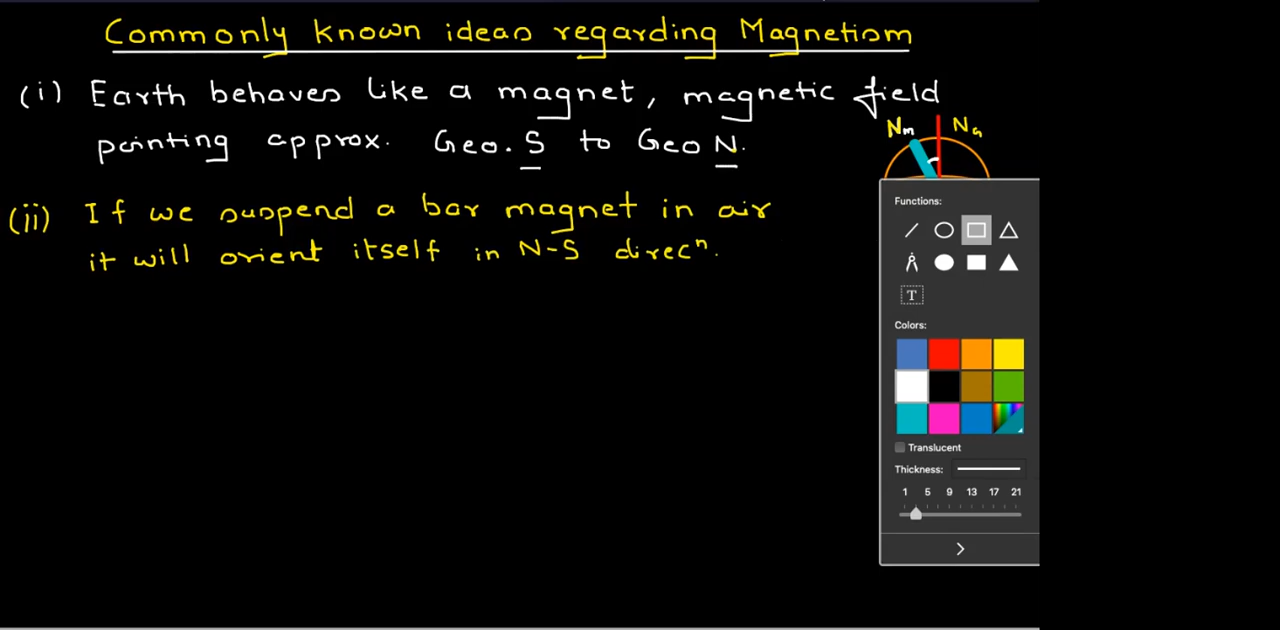 Commonly known ideas regarding Magnetism
(i) Earth behaves like a magnet, magnetic field
pointing approx. Geo. S to Geo N.
Nm NG
(ii) If we suspend a bar magnet in air
it will orient itself in N-S direcⁿ.
Functions:
T
Colors:
Translucent
Thickness:
1 5 9 13 17 21